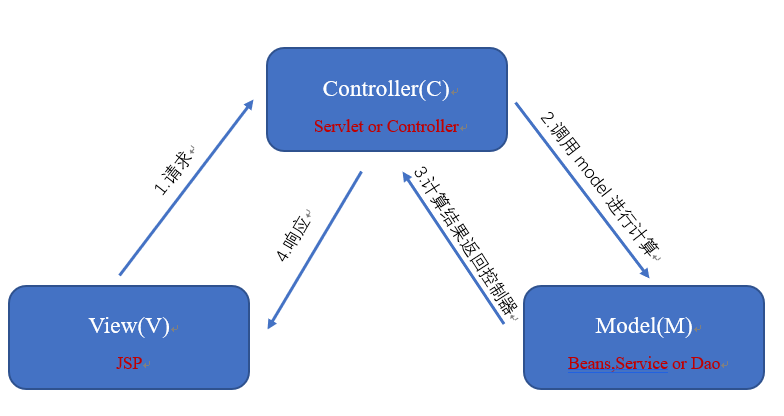 Controller(C)
Servlet or Controller
1.请求
2.调用 model 进行计算
3.计算结果返回控制器
4.响应
View(V)
JSP
Model(M)
Beans,Service or Dao